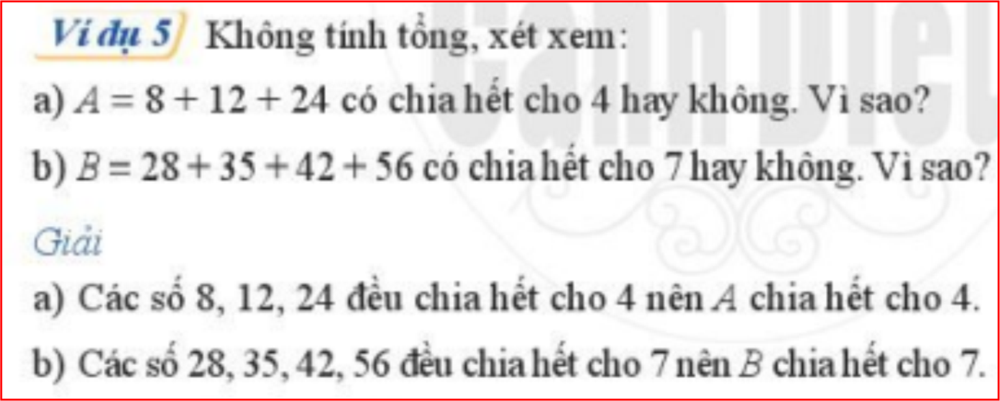 Ví dụ 5 Không tính tổng, xét xem:
a) A = 8 + 12 + 24 có chia hết cho 4 hay không. Vì sao?
b) B = 28 + 35 + 42 + 56 có chia hết cho 7 hay không. Vì sao?
Giải
a) Các số 8, 12, 24 đều chia hết cho 4 nên A chia hết cho 4.
b) Các số 28, 35, 42, 56 đều chia hết cho 7 nên B chia hết cho 7.
Cánh Diều